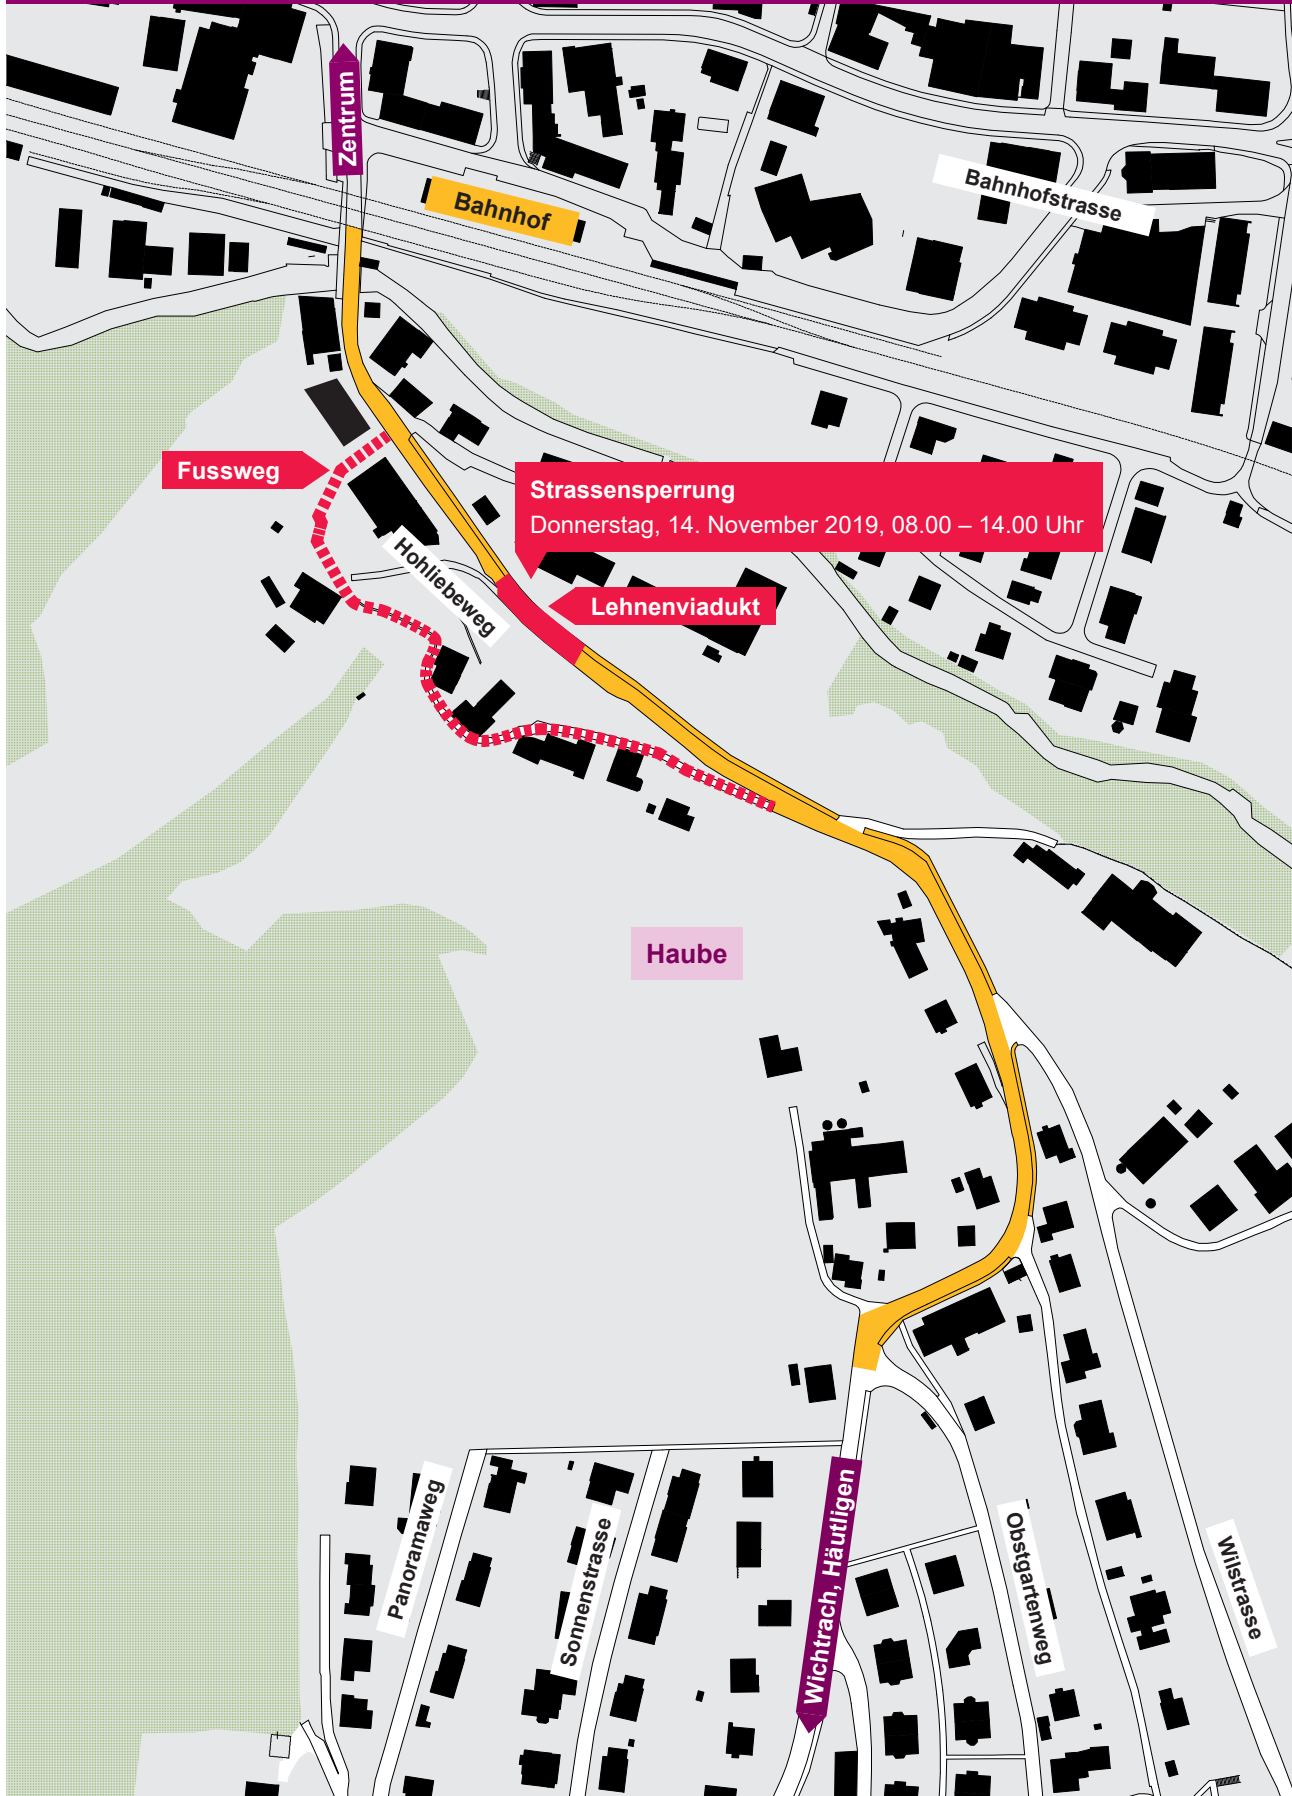 Zentrum
Bahnhof
Bahnhofstrasse
Fussweg
Strassensperrung
Donnerstag, 14. November 2019, 08.00 – 14.00 Uhr
Hohliebeweg
Lehnenviadukt
Haube
Panoramaweg
Sonnenstrasse
Wichtrach, Häutligen
Obstgartenweg
Wilstrasse